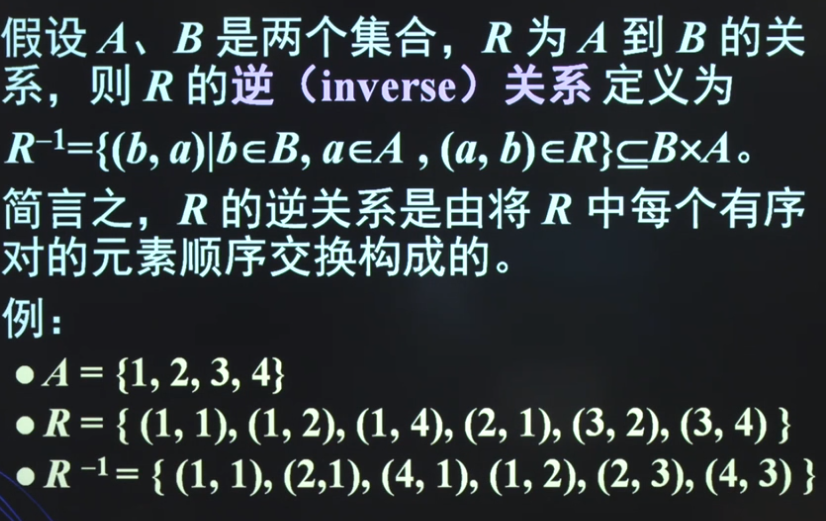 假设 A、B 是两个集合，R 为 A 到 B 的关
系，则 R 的逆（inverse）关系 定义为
R⁻¹={(b, a)|b∈B, a∈A , (a, b)∈R}⊆B×A。
简言之，R 的逆关系是由将 R 中每个有序
对的元素顺序交换构成的。
例：
●A = {1, 2, 3, 4}
●R = { (1, 1), (1, 2), (1, 4), (2, 1), (3, 2), (3, 4) }
●R ⁻¹= { (1, 1), (2,1), (4, 1), (1, 2), (2, 3), (4, 3) }